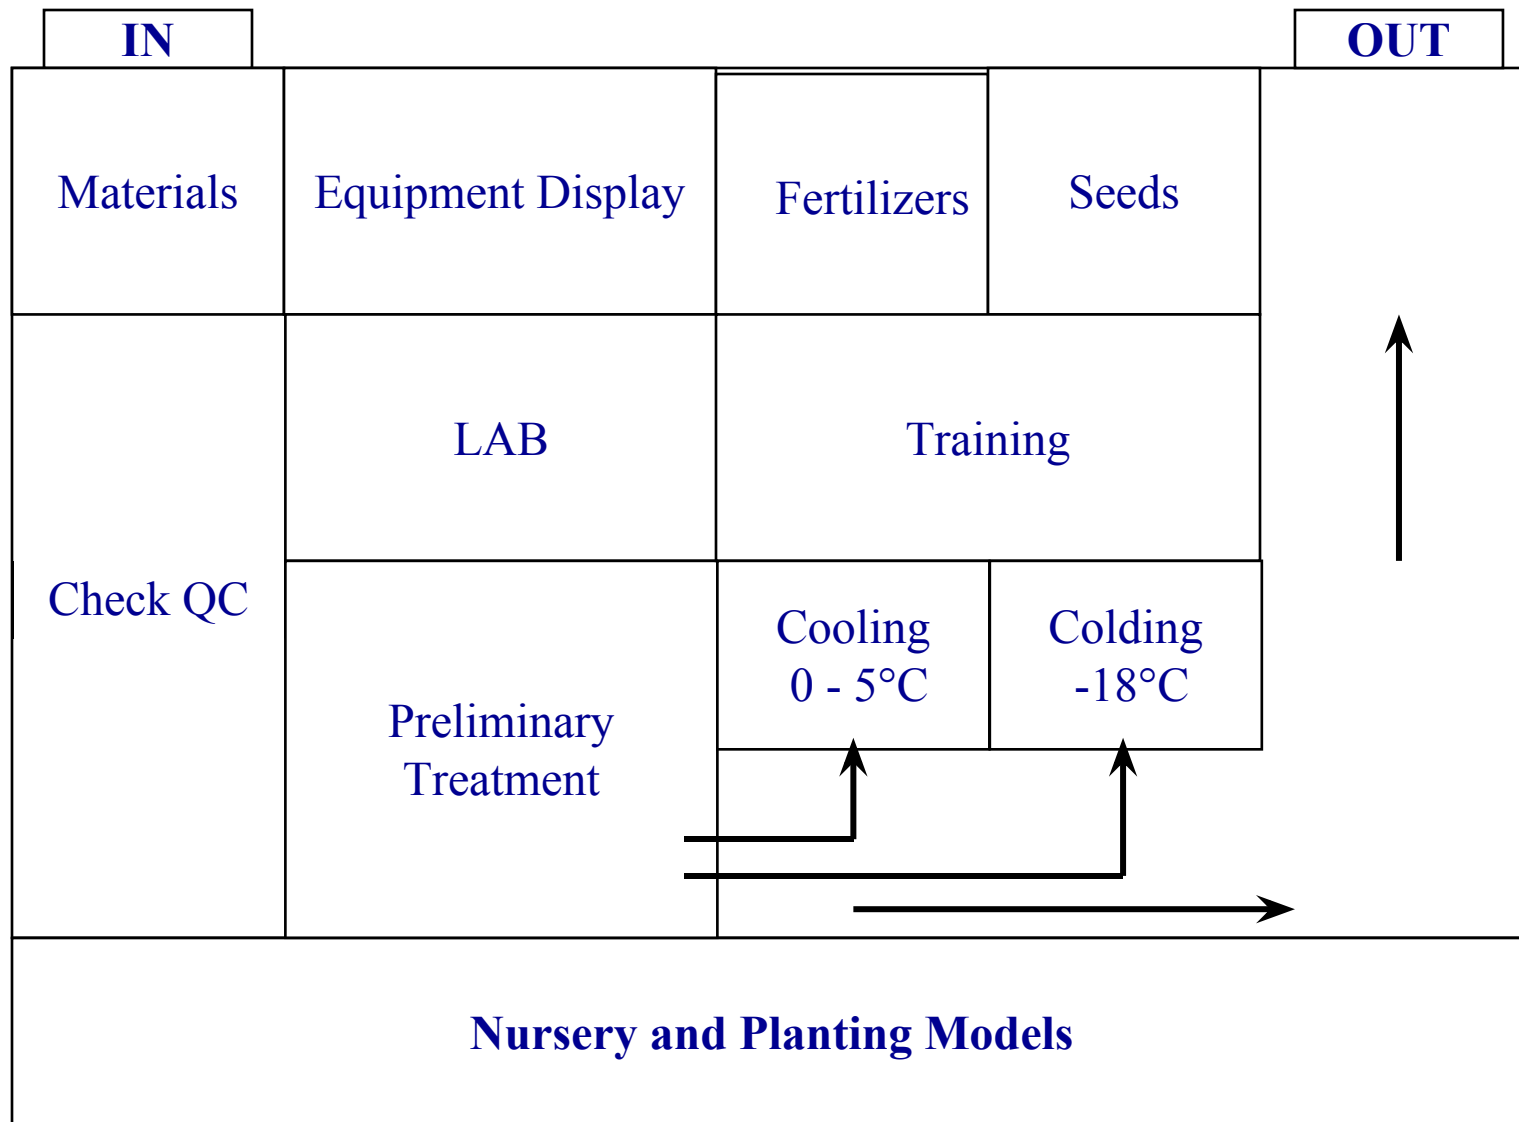 IN
OUT
Materials
Equipment Display
Fertilizers
Seeds
LAB
Training
Check QC
Cooling
0 - 5°C
Colding
-18°C
Preliminary
Treatment
Nursery and Planting Models